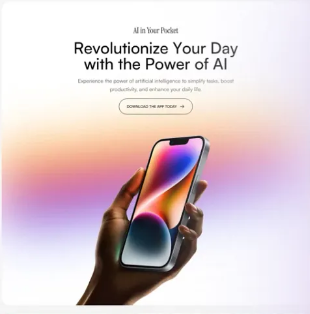 AI in Your Pocket
Revolutionize Your Day
with the Power of AI
Experience the power of artificial intelligence to simplify tasks, boost
productivity, and enhance your daily life.
DOWNLOAD THE APP TODAY